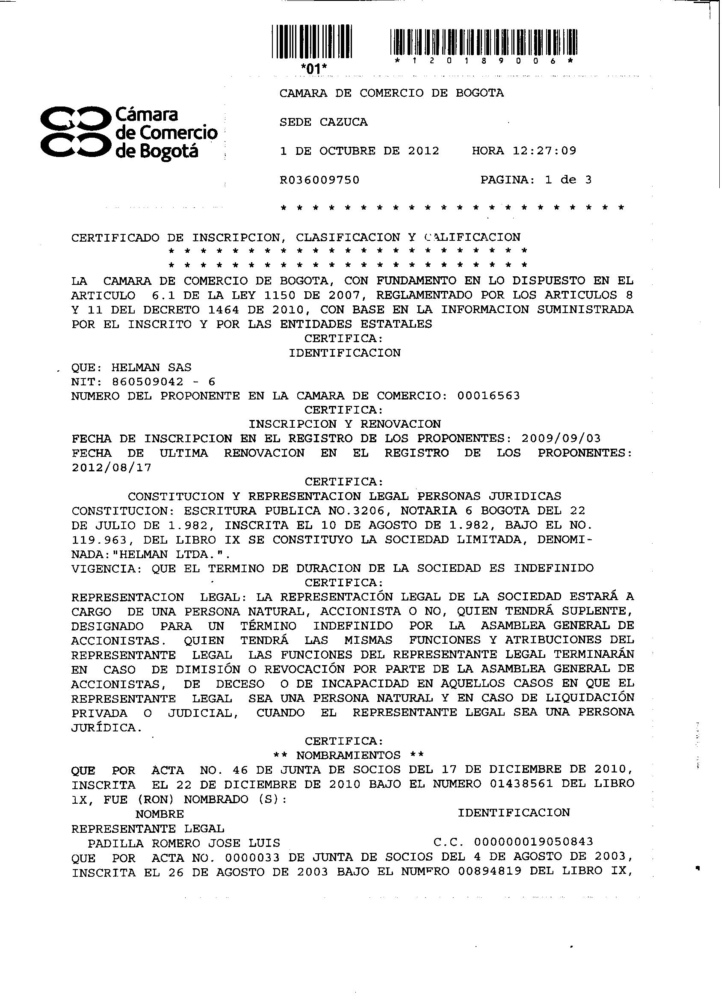 *01*
* 1 2 0 1 8 9 0 0 6 *
CAMARA DE COMERCIO DE BOGOTA
Cámara
de Comercio
de Bogotá
SEDE CAZUCA
1 DE OCTUBRE DE 2012 HORA 12:27:09
R036009750 PAGINA: 1 de 3
* * * * * * * * * * * * * * * * * * * * * *
CERTIFICADO DE INSCRIPCION, CLASIFICACION Y CALIFICACION
* * * * * * * * * * * * * * * * * * * * * * *
* * * * * * * * * * * * * * * * * * * * * * *
LA CAMARA DE COMERCIO DE BOGOTA, CON FUNDAMENTO EN LO DISPUESTO EN EL
ARTICULO 6.1 DE LA LEY 1150 DE 2007, REGLAMENTADO POR LOS ARTICULOS 8
Y 11 DEL DECRETO 1464 DE 2010, CON BASE EN LA INFORMACION SUMINISTRADA
POR EL INSCRITO Y POR LAS ENTIDADES ESTATALES
CERTIFICA:
IDENTIFICACION
QUE: HELMAN SAS
NIT: 860509042 - 6
NUMERO DEL PROPONENTE EN LA CAMARA DE COMERCIO: 00016563
CERTIFICA:
INSCRIPCION Y RENOVACION
FECHA DE INSCRIPCION EN EL REGISTRO DE LOS PROPONENTES: 2009/09/03
FECHA DE ULTIMA RENOVACION EN EL REGISTRO DE LOS PROPONENTES:
2012/08/17
CERTIFICA:
CONSTITUCION Y REPRESENTACION LEGAL PERSONAS JURIDICAS
CONSTITUCION: ESCRITURA PUBLICA NO.3206, NOTARIA 6 BOGOTA DEL 22
DE JULIO DE 1.982, INSCRITA EL 10 DE AGOSTO DE 1.982, BAJO EL NO.
119.963, DEL LIBRO IX SE CONSTITUYO LA SOCIEDAD LIMITADA, DENOMI-
NADA:"HELMAN LTDA.".
VIGENCIA: QUE EL TERMINO DE DURACION DE LA SOCIEDAD ES INDEFINIDO
CERTIFICA:
REPRESENTACION LEGAL: LA REPRESENTACIÓN LEGAL DE LA SOCIEDAD ESTARÁ A
CARGO DE UNA PERSONA NATURAL, ACCIONISTA O NO, QUIEN TENDRÁ SUPLENTE,
DESIGNADO PARA UN TÉRMINO INDEFINIDO POR LA ASAMBLEA GENERAL DE
ACCIONISTAS. QUIEN TENDRÁ LAS MISMAS FUNCIONES Y ATRIBUCIONES DEL
REPRESENTANTE LEGAL LAS FUNCIONES DEL REPRESENTANTE LEGAL TERMINARÁN
EN CASO DE DIMISIÓN O REVOCACIÓN POR PARTE DE LA ASAMBLEA GENERAL DE
ACCIONISTAS, DE DECESO O DE INCAPACIDAD EN AQUELLOS CASOS EN QUE EL
REPRESENTANTE LEGAL SEA UNA PERSONA NATURAL Y EN CASO DE LIQUIDACIÓN
PRIVADA O JUDICIAL, CUANDO EL REPRESENTANTE LEGAL SEA UNA PERSONA
JURÍDICA.
CERTIFICA:
** NOMBRAMIENTOS **
QUE POR ACTA NO. 46 DE JUNTA DE SOCIOS DEL 17 DE DICIEMBRE DE 2010,
INSCRITA EL 22 DE DICIEMBRE DE 2010 BAJO EL NUMERO 01438561 DEL LIBRO
IX, FUE (RON) NOMBRADO (S):
NOMBRE IDENTIFICACION
REPRESENTANTE LEGAL
PADILLA ROMERO JOSE LUIS C.C. 000000019050843
QUE POR ACTA NO. 0000033 DE JUNTA DE SOCIOS DEL 4 DE AGOSTO DE 2003,
INSCRITA EL 26 DE AGOSTO DE 2003 BAJO EL NUMERO 00894819 DEL LIBRO IX,